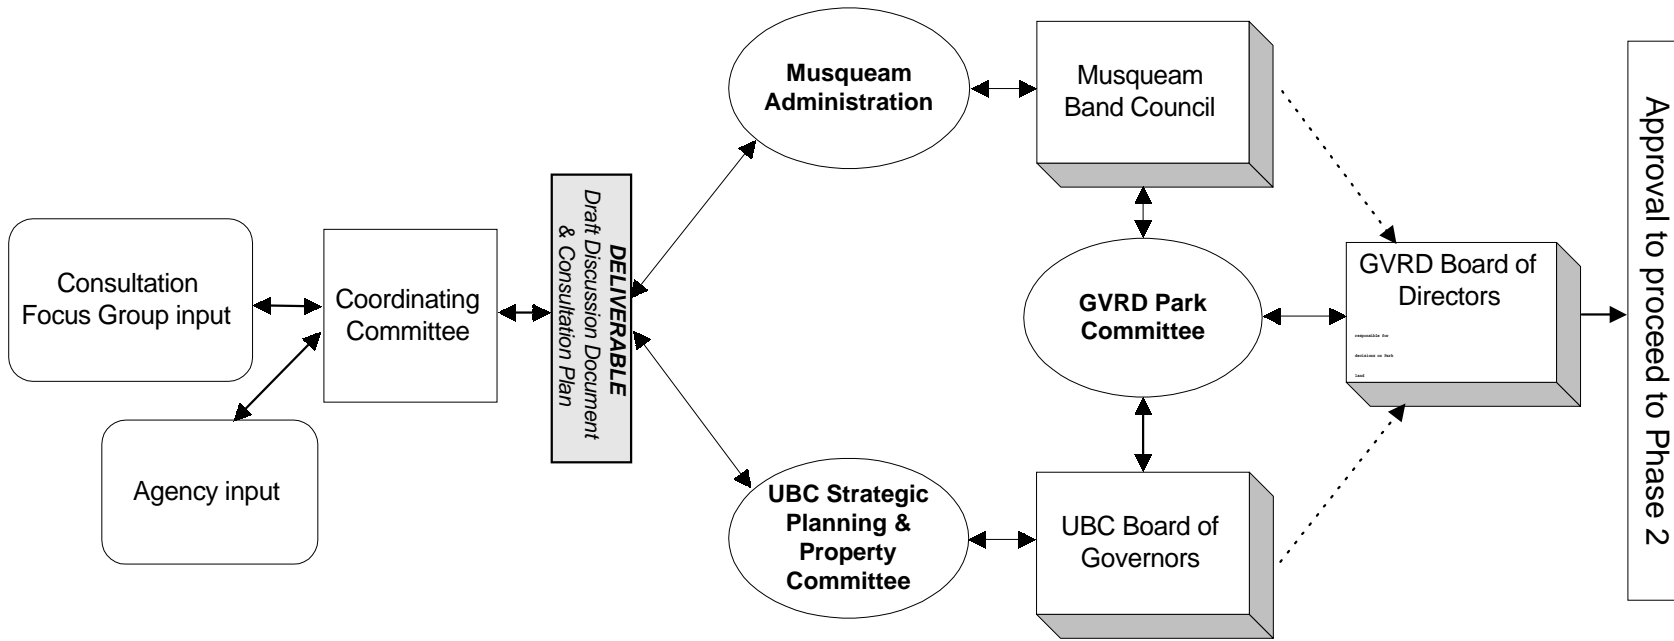 Consultation
Focus Group input
Agency input
Coordinating
Committee
DELIVERABLE
Draft Discussion Document
& Consultation Plan
Musqueam
Administration
UBC Strategic
Planning &
Property
Committee
Musqueam
Band Council
GVRD Park
Committee
UBC Board of
Governors
GVRD Board of
Directors
responsible for
decisions on Park
land
Approval to proceed to Phase 2